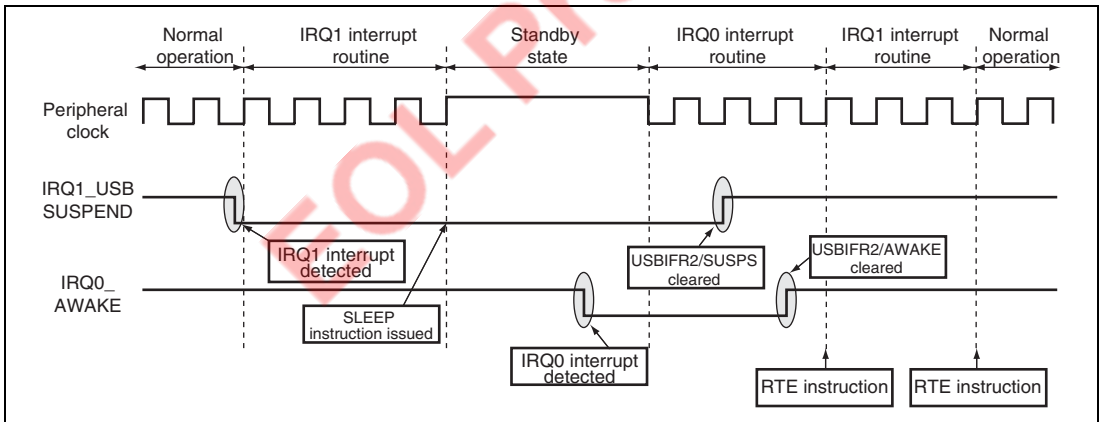 Normal
operation
IRQ1 interrupt
routine
Standby
state
IRQ0 interrupt
routine
IRQ1 interrupt
routine
Normal
operation
Peripheral
clock
IRQ1_USB
SUSPEND
IRQ1 interrupt
detected
USBIFR2/SUSPS
cleared
USBIFR2/AWAKE
cleared
IRQ0_
AWAKE
SLEEP
instruction issued
IRQ0 interrupt
detected
RTE instruction
RTE instruction
EOL Pr